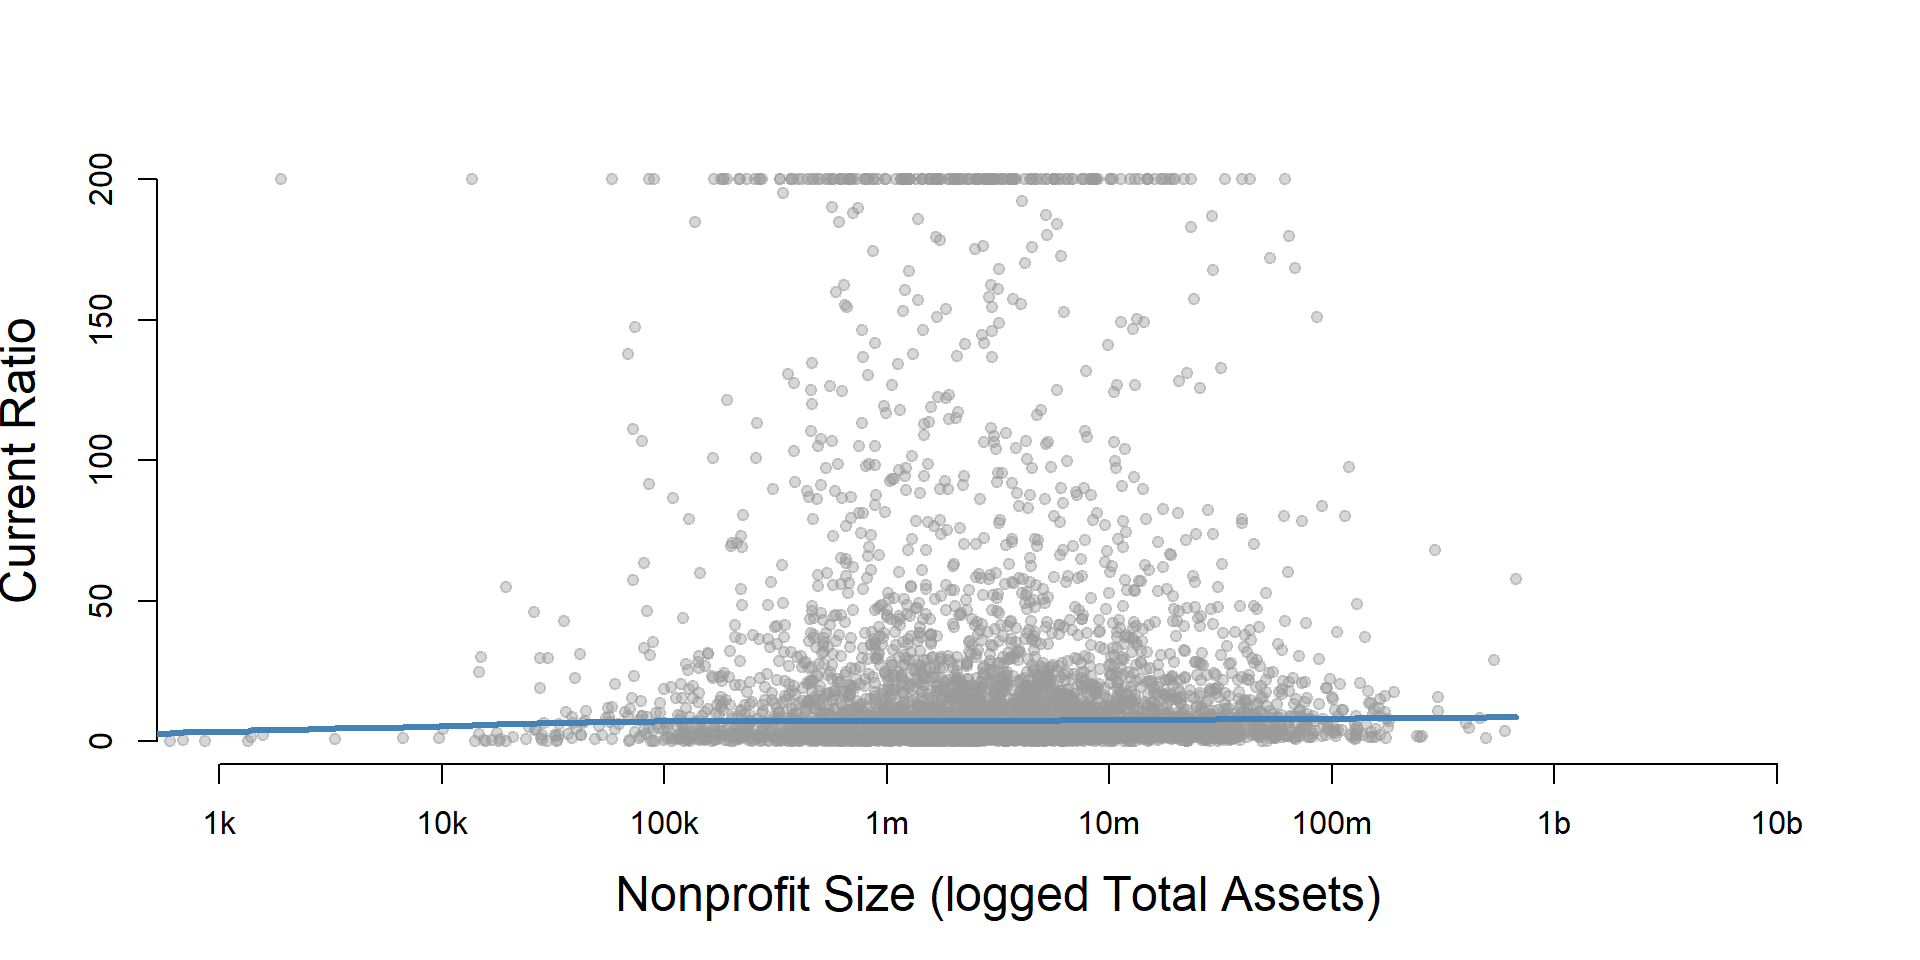 Current Ratio
200
150
100
50
0
1k 10k 100k 1m 10m 100m 1b 10b
Nonprofit Size (logged Total Assets)